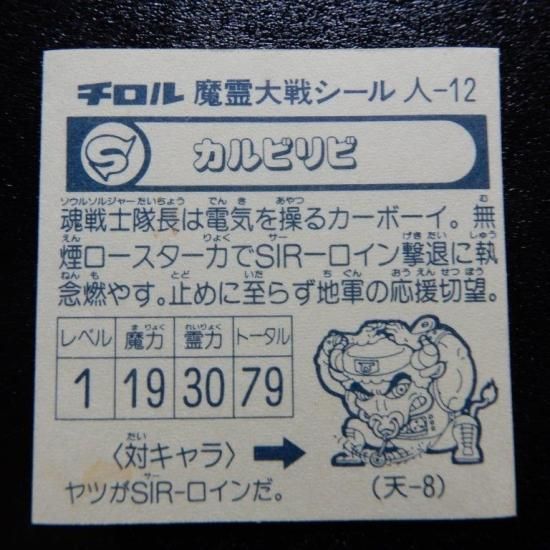 チロル 魔霊大戦シール 人-12
S カルビリビ
ソウルソルジャーたいちょう でんき あやつ む
魂戦士隊長は電気を操るカーボーイ。無
えん りょく サー げきたい しゅう
煙ロースター力でSIRーロイン撃退に執
ねんも とど いた ちぐん おうえんせつぼう
念燃やす。止めに至らず地軍の応援切望。
レベル 魔力 霊力 トータル
まりょく れいりょく
1 19 30 79
たい
〈対キャラ〉
サー
ヤツがSIRーロインだ。
(天-8)